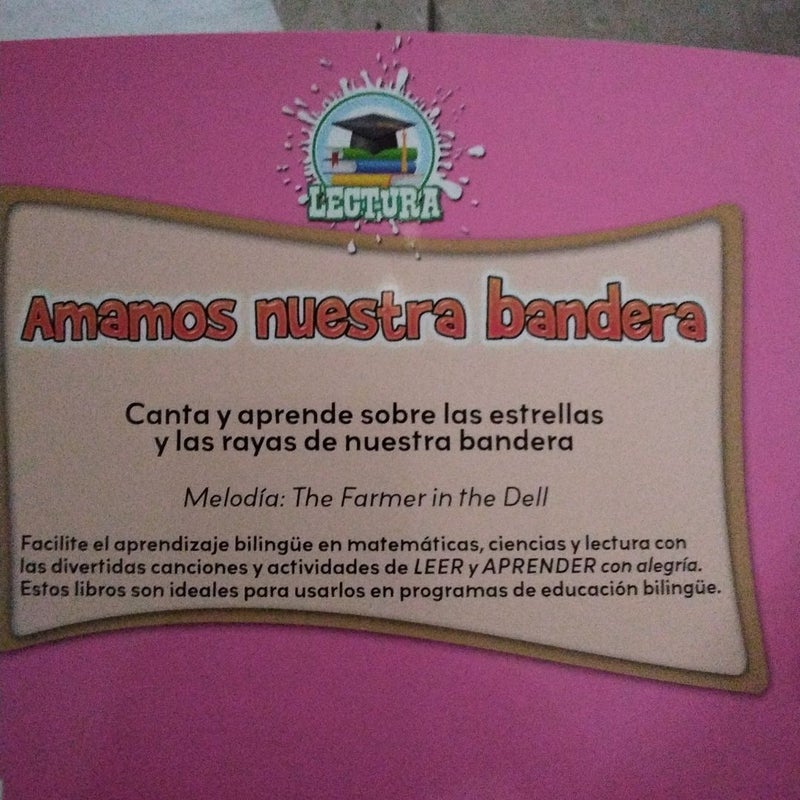 LECTURA
Amamos nuestra bandera
Canta y aprende sobre las estrellas
y las rayas de nuestra bandera
Melodía: The Farmer in the Dell
Facilite el aprendizaje bilingüe en matemáticas, ciencias y lectura con
las divertidas canciones y actividades de LEER y APRENDER con alegría.
Estos libros son ideales para usarlos en programas de educación bilingüe.